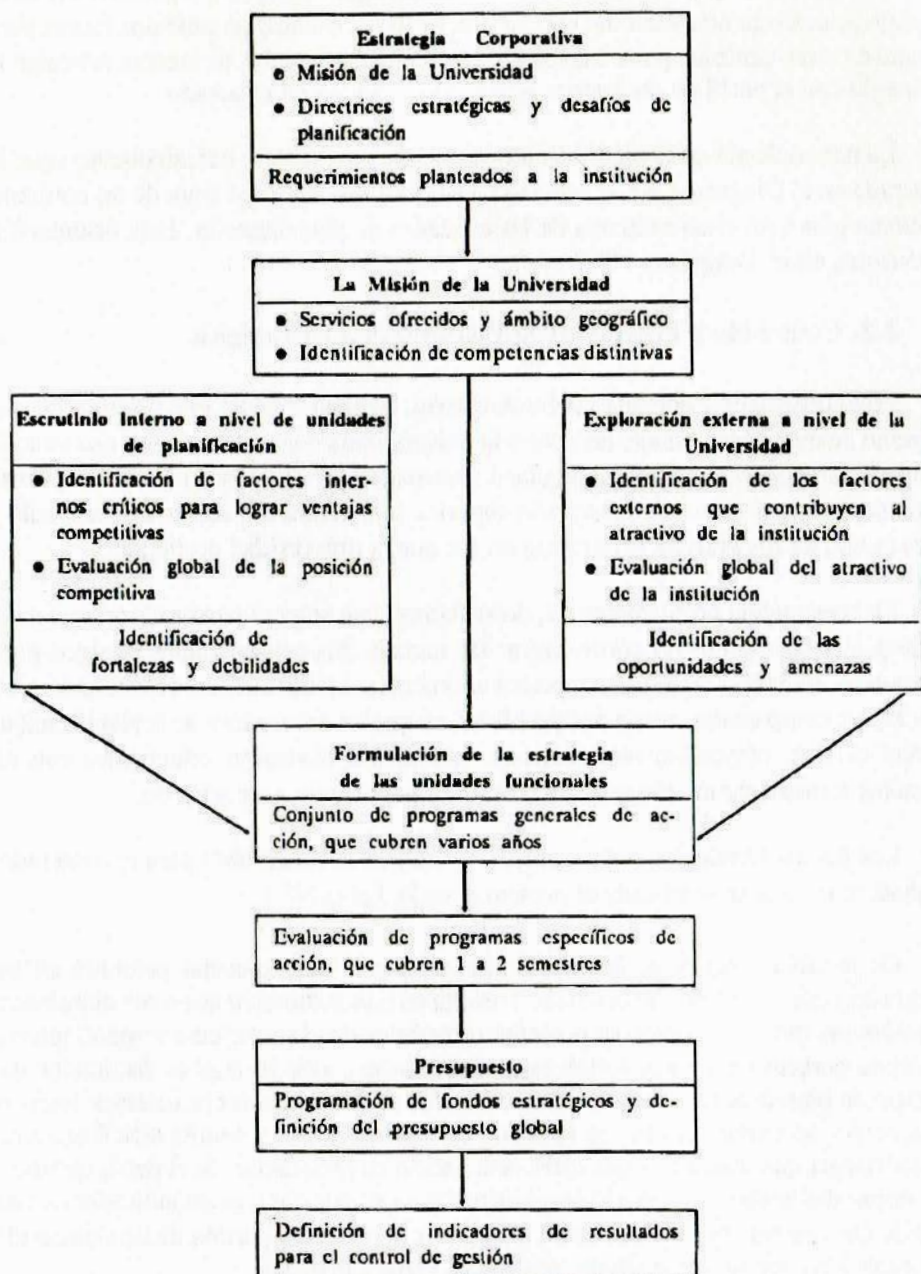 Estrategia Corporativa
● Misión de la Universidad
● Directrices estratégicas y desafíos de
planificación
Requerimientos planteados a la institución
La Misión de la Universidad
● Servicios ofrecidos y ámbito geográfico
● Identificación de competencias distintivas
Escrutinio interno a nivel de unidades
de planificación
● Identificación de factores inter-
nos críticos para lograr ventajas
competitivas
● Evaluación global de la posición
competitiva
Identificación de
fortalezas y debilidades
Exploración externa a nivel de la
Universidad
● Identificación de los factores
externos que contribuyen al
atractivo de la institución
● Evaluación global del atractivo
de la institución
Identificación de las
oportunidades y amenazas
Formulación de la estrategia
de las unidades funcionales
Conjunto de programas generales de ac-
ción, que cubren varios años
Evaluación de programas específicos de
acción, que cubren 1 a 2 semestres
Presupuesto
Programación de fondos estratégicos y de-
finición del presupuesto global
Definición de indicadores de resultados
para el control de gestión